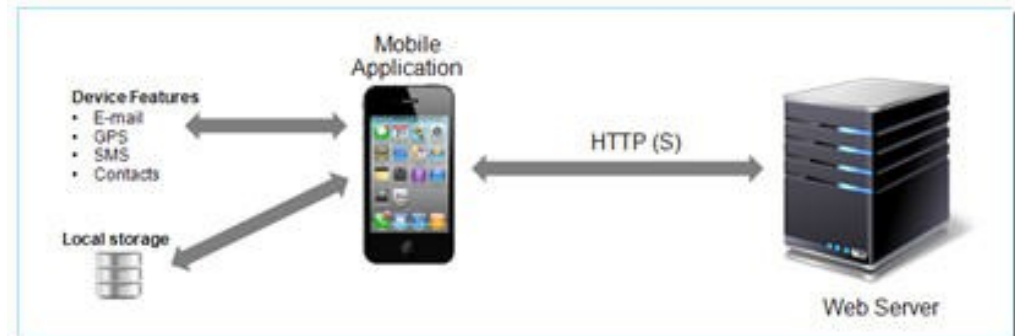 Mobile
Application
Device Features
• E-mail
• GPS
• SMS
• Contacts
HTTP (S)
Local storage
Web Server